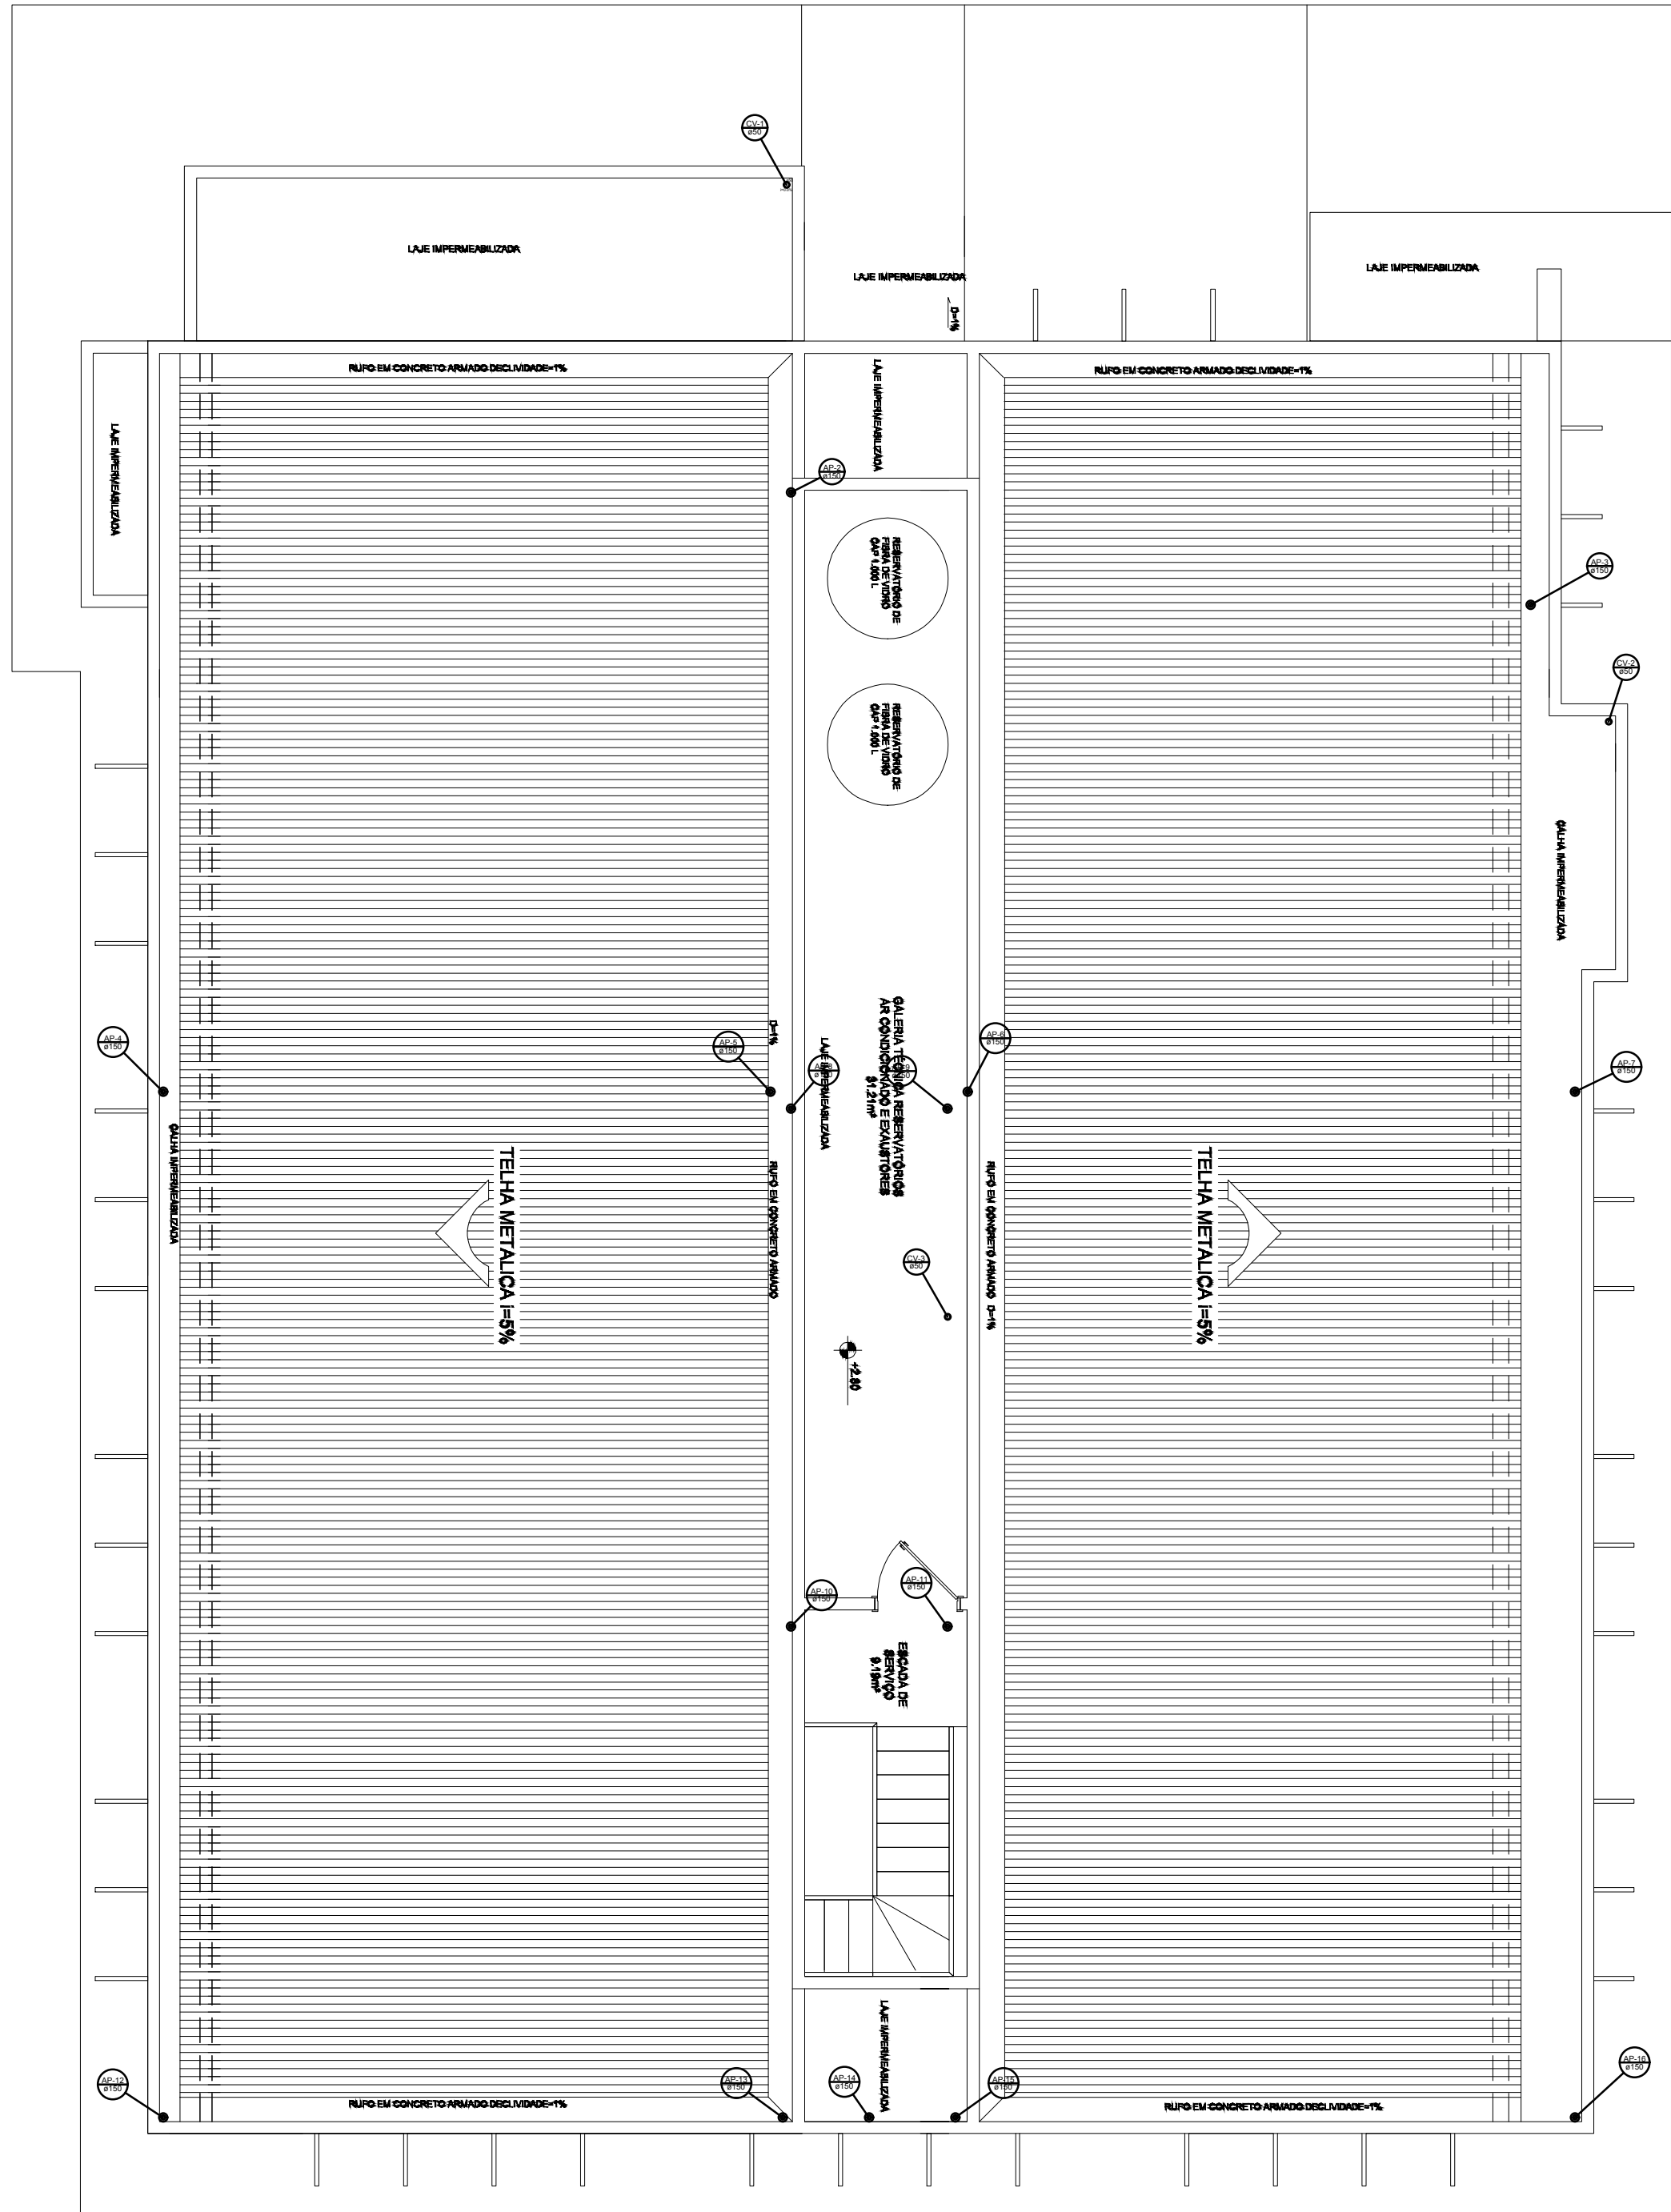 CV-1
ø50
LAJE IMPERMEABILIZADA
LAJE IMPERMEABILIZADA
LAJE IMPERMEABILIZADA
D=1%
RUFO EM CONCRETO ARMADO DECLIVIDADE=1%
RUFO EM CONCRETO ARMADO DECLIVIDADE=1%
LAJE IMPERMEABILIZADA
LAJE IMPERMEABILIZADA
AP-2
ø150
RESERVATÓRIO DE
FIBRA DE VIDRO
CAP 1.000 L
AP-3
ø150
CV-2
ø50
RESERVATÓRIO DE
FIBRA DE VIDRO
CAP 1.000 L
CALHA IMPERMEABILIZADA
GALERIA TÉCNICA RESERVATÓRIOS
AR CONDICIONADO E EXAUSTORES
31.21m²
D=1%
AP-4
ø150
AP-5
ø150
LAJE IMPERMEABILIZADA
AP-6
ø150
AP-7
ø150
CALHA IMPERMEABILIZADA
TELHA METALICA i=5%
RUFO EM CONCRETO ARMADO
RUFO EM CONCRETO ARMADO D=1%
TELHA METALICA i=5%
CV-3
ø50
+2.80
AP-10
ø150
AP-11
ø150
ESCADA DE
SERVIÇO
9.19m²
LAJE IMPERMEABILIZADA
AP-12
ø150
AP-13
ø150
AP-14
ø150
AP-15
ø150
AP-16
ø150
RUFO EM CONCRETO ARMADO DECLIVIDADE=1%
RUFO EM CONCRETO ARMADO DECLIVIDADE=1%